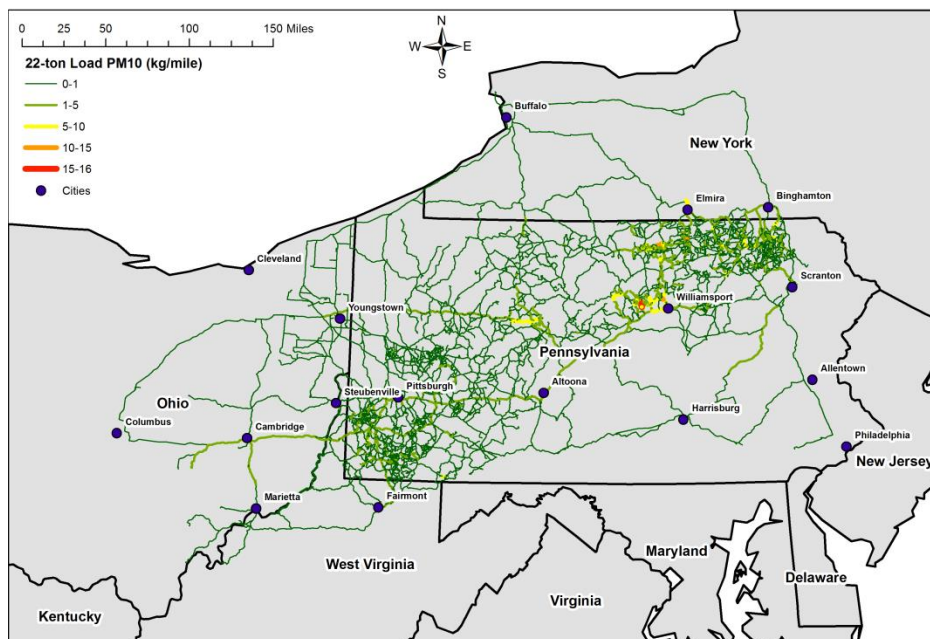 0 25 50 100 150 Miles
22-ton Load PM10 (kg/mile)
0-1
1-5
5-10
10-15
15-16
Cities
N
W E
S
Buffalo
New York
Elmira
Binghamton
Cleveland
Scranton
Williamsport
Youngstown
Pennsylvania
Allentown
Altoona
Steubenville
Pittsburgh
Ohio
Harrisburg
Columbus
Cambridge
Philadelphia
New Jersey
Marietta
Fairmont
Maryland
West Virginia
Delaware
Virginia
Kentucky